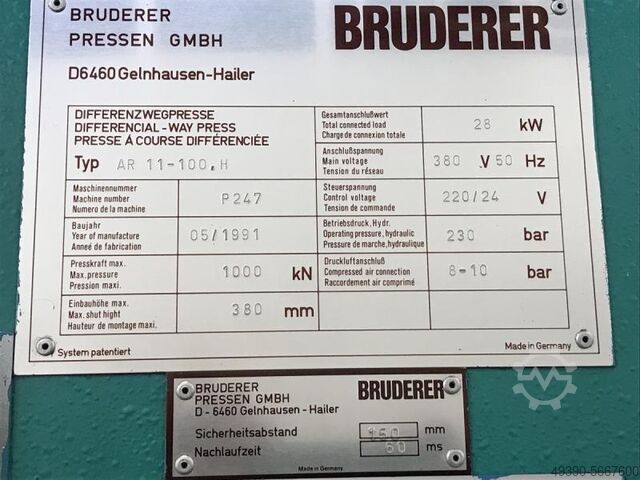 BRUDERER
PRESSEN GMBH
BRUDERER
D6460 Gelnhausen-Hailer
DIFFERENZWEGPRESSE
DIFFERENCIAL-WAY PRESS
PRESSE À COURSE DIFFÉRENCIÉE
Typ AR 11-100.H
Maschinennummer
Machine number
Numero de la machine
P247
Baujahr
Year of manufacture
Anneé de fabrication
05/1991
Presskraft max.
Max. pressure
Pression maxi.
1000 kN
Einbauhöhe max.
Max. shut hight
Hauteur de montage maxi.
380 mm
Gesamtanschlußwert
Total connected load
Charge de connexion totale
28 kW
Anschlußspannung
Main voltage
Tension du réseau
380 V 50 Hz
Steuerspannung
Control voltage
Tension de commande
220/24 V
Betriebsdruck, Hydr.
Operating pressure, hydraulic
Pressure de marche, hydraulique
230 bar
Druckluftanschluß
Compressed air connection
Raccordement air comprimé
8-10 bar
System patentiert
Made in Germany
BRUDERER
PRESSEN GMBH
BRUDERER
D - 6460 Gelnhausen - Hailer
Sicherheitsabstand 160 mm
Nachlaufzeit 60 ms
Made in Germany
49390-5667600